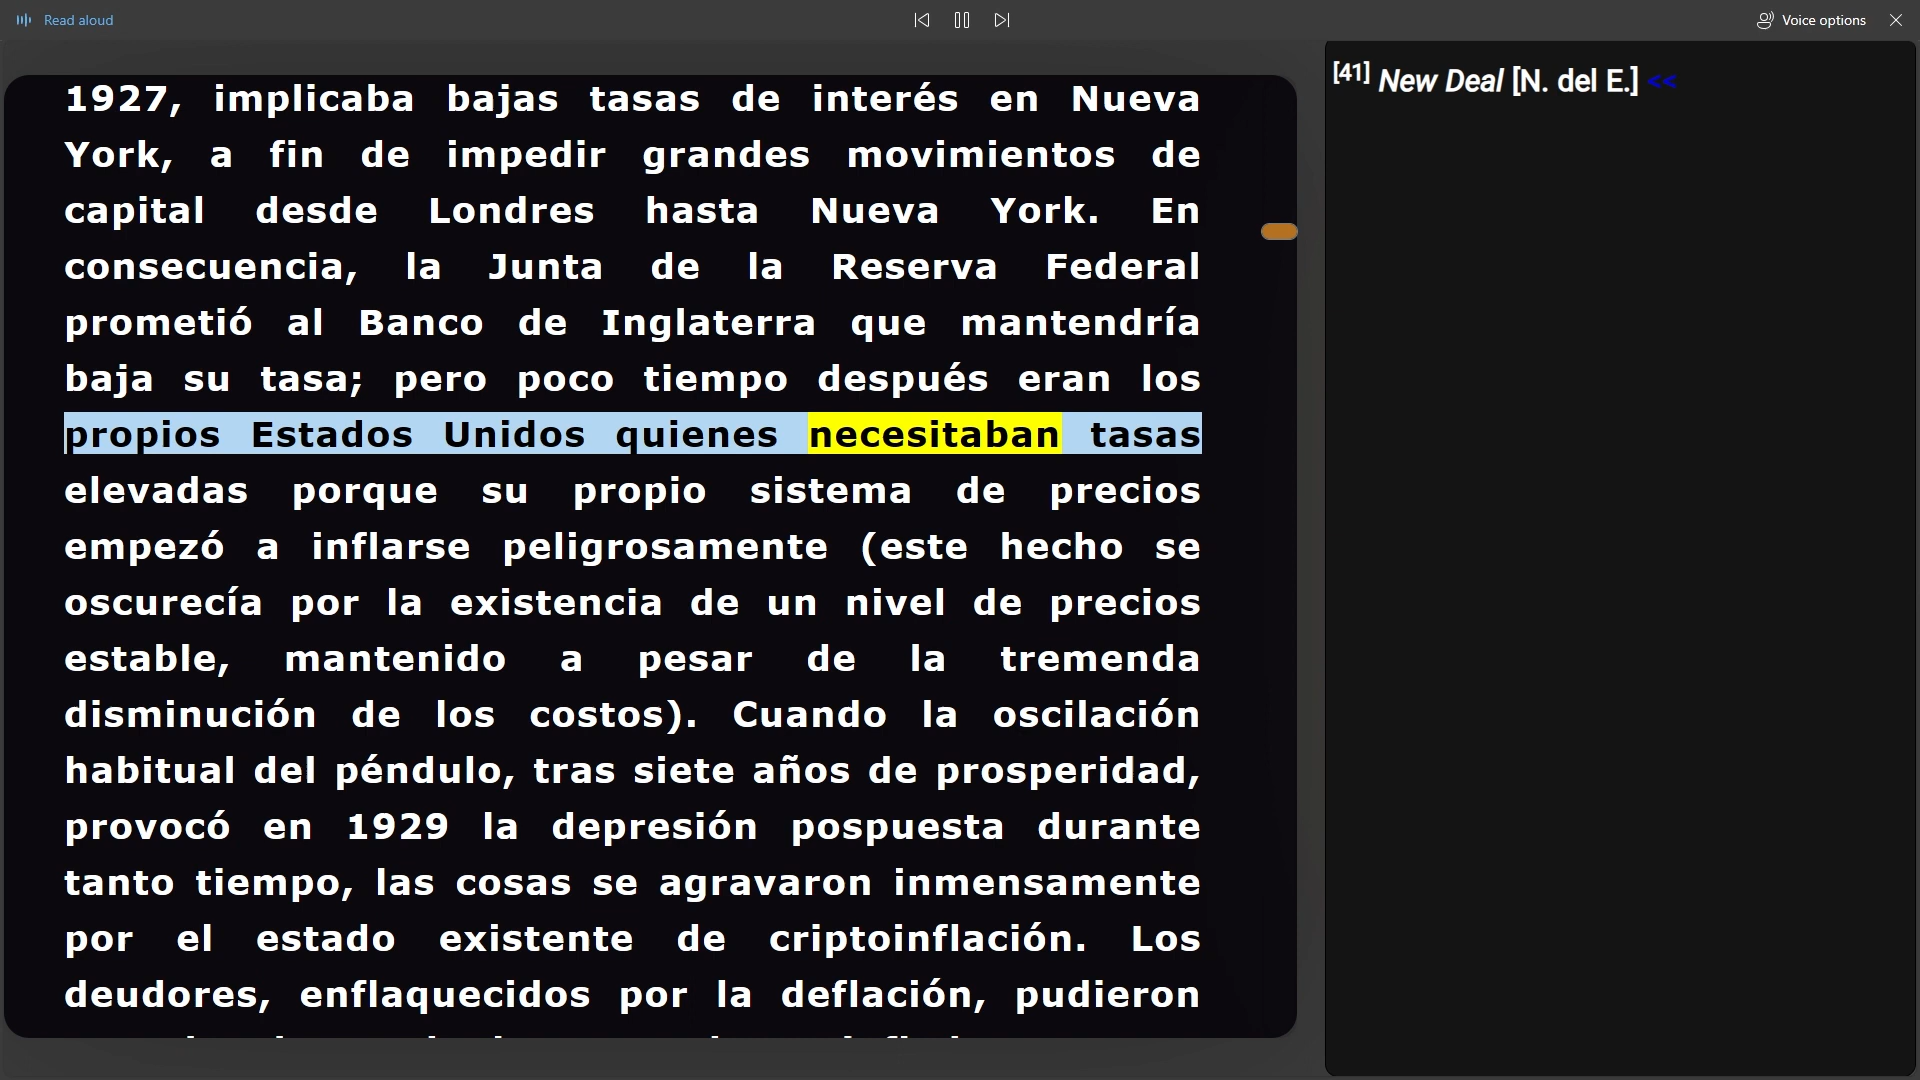 Read aloud
Voice options
1927, implicaba bajas tasas de interés en Nueva
York, a fin de impedir grandes movimientos de
capital desde Londres hasta Nueva York. En
consecuencia, la Junta de la Reserva Federal
prometió al Banco de Inglaterra que mantendría
baja su tasa; pero poco tiempo después eran los
propios Estados Unidos quienes necesitaban tasas
elevadas porque su propio sistema de precios
empezó a inflarse peligrosamente (este hecho se
oscurecía por la existencia de un nivel de precios
estable, mantenido a pesar de la tremenda
disminución de los costos). Cuando la oscilación
habitual del péndulo, tras siete años de prosperidad,
provocó en 1929 la depresión pospuesta durante
tanto tiempo, las cosas se agravaron inmensamente
por el estado existente de criptoinflación. Los
deudores, enflaquecidos por la deflación, pudieron
[41] New Deal [N. del E.] <<